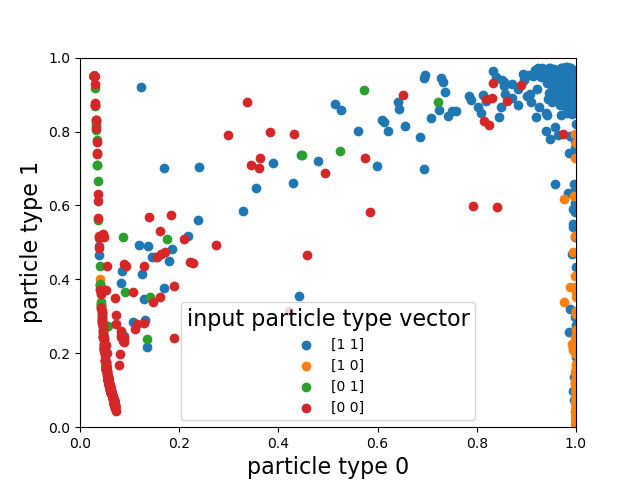 1.0
0.8
0.6
0.4
0.2
0.0
particle type 1
input particle type vector
[1 1]
[1 0]
[0 1]
[0 0]
0.0 0.2 0.4 0.6 0.8 1.0
particle type 0